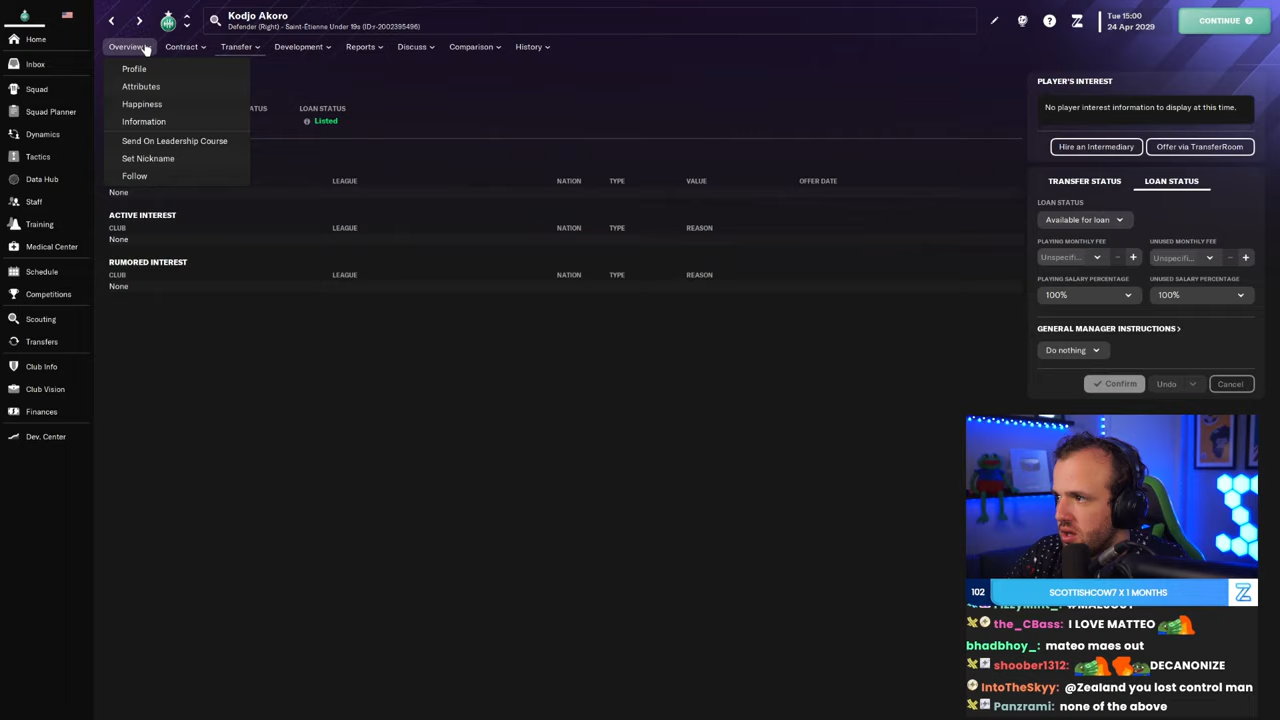 Kodjo Akoro
Defender (Right) - Saint-Étienne Under 19s (ID:r-2002395496)
Tue 15:00
24 Apr 2029
CONTINUE
Home
Inbox
Squad
Squad Planner
Dynamics
Tactics
Data Hub
Staff
Training
Medical Center
Schedule
Competitions
Scouting
Transfers
Club Info
Club Vision
Finances
Dev. Center
Overview Contract Transfer Development Reports Discuss Comparison History
Profile
Attributes
Happiness
Information
Send On Leadership Course
Set Nickname
Follow
ATUS LOAN STATUS
Listed
LEAGUE NATION TYPE VALUE OFFER DATE
None
ACTIVE INTEREST
CLUB LEAGUE NATION TYPE REASON
None
RUMORED INTEREST
CLUB LEAGUE NATION TYPE REASON
None
PLAYER'S INTEREST
No player interest information to display at this time.
Hire an Intermediary Offer via TransferRoom
TRANSFER STATUS LOAN STATUS
LOAN STATUS
Available for loan
PLAYING MONTHLY FEE UNUSED MONTHLY FEE
Unspecifi... Unspecifi...
PLAYING SALARY PERCENTAGE UNUSED SALARY PERCENTAGE
100% 100%
GENERAL MANAGER INSTRUCTIONS >
Do nothing
Confirm Undo Cancel
102 SCOTTISHCOW7 X 1 MONTHS
the_CBass: I LOVE MATTEO
bhadbhoy_: mateo maes out
shoober1312: DECANONIZE
IntoTheSkyy: @Zealand you lost control man
Panzrami: none of the above